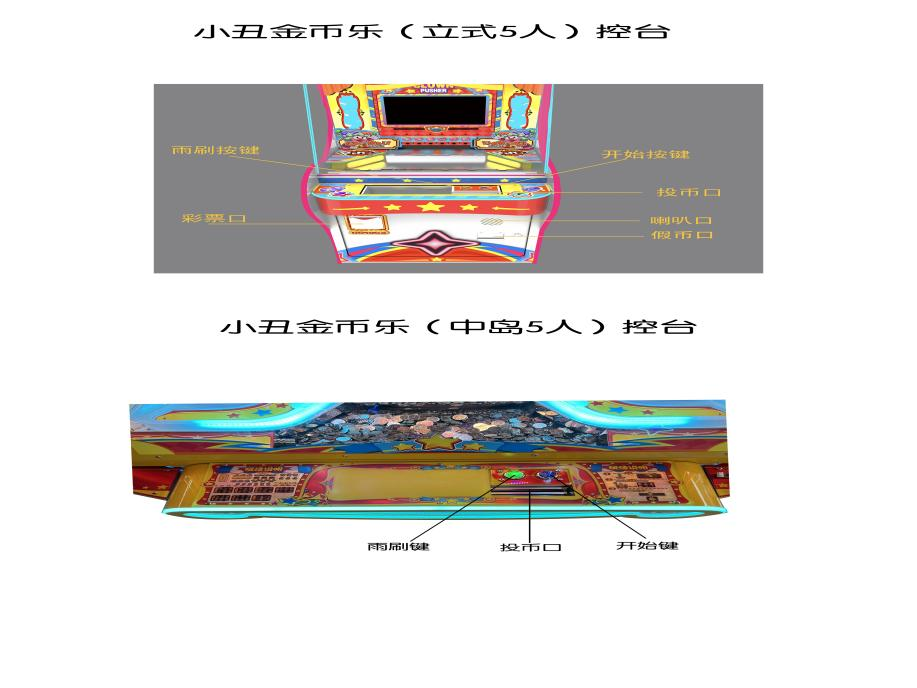 小丑金币乐（立式5人）控台
CLOWN
PUSHER
雨刷按键
开始按键
投币口
彩票口
喇叭口
假币口
小丑金币乐（中岛5人）控台
雨刷键
投币口
开始键